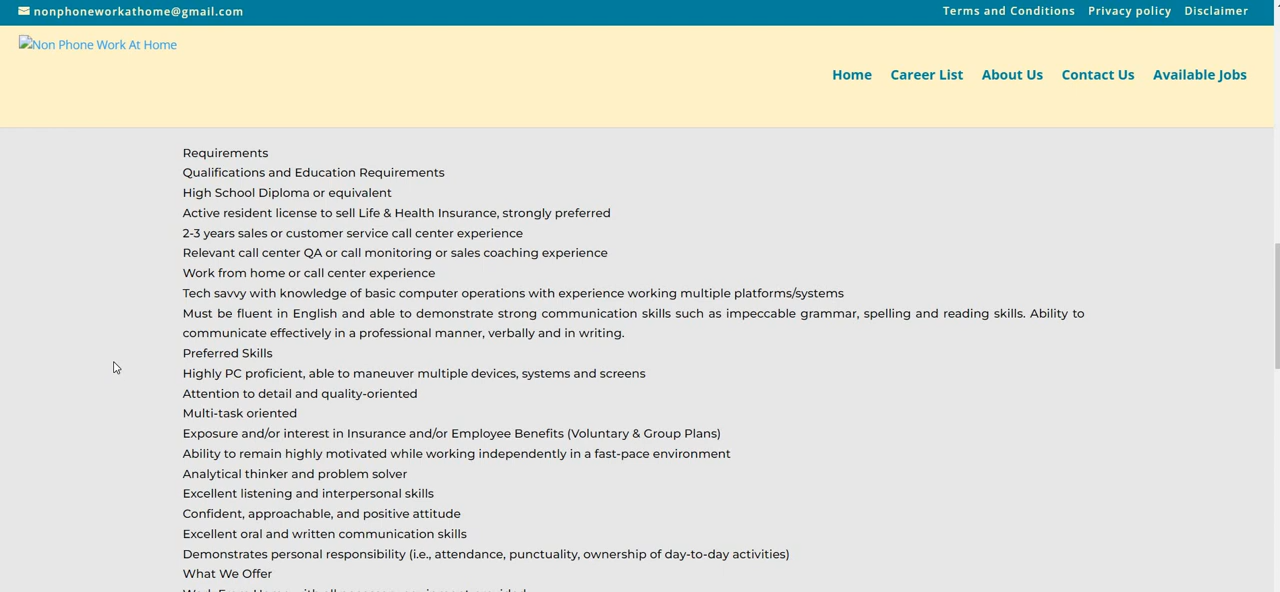 nonphoneworkathome@gmail.com
Terms and Conditions Privacy policy Disclaimer
Non Phone Work At Home
Home Career List About Us Contact Us Available Jobs
Requirements
Qualifications and Education Requirements
High School Diploma or equivalent
Active resident license to sell Life & Health Insurance, strongly preferred
2-3 years sales or customer service call center experience
Relevant call center QA or call monitoring or sales coaching experience
Work from home or call center experience
Tech savvy with knowledge of basic computer operations with experience working multiple platforms/systems
Must be fluent in English and able to demonstrate strong communication skills such as impeccable grammar, spelling and reading skills. Ability to
communicate effectively in a professional manner, verbally and in writing.
Preferred Skills
Highly PC proficient, able to maneuver multiple devices, systems and screens
Attention to detail and quality-oriented
Multi-task oriented
Exposure and/or interest in Insurance and/or Employee Benefits (Voluntary & Group Plans)
Ability to remain highly motivated while working independently in a fast-pace environment
Analytical thinker and problem solver
Excellent listening and interpersonal skills
Confident, approachable, and positive attitude
Excellent oral and written communication skills
Demonstrates personal responsibility (i.e., attendance, punctuality, ownership of day-to-day activities)
What We Offer